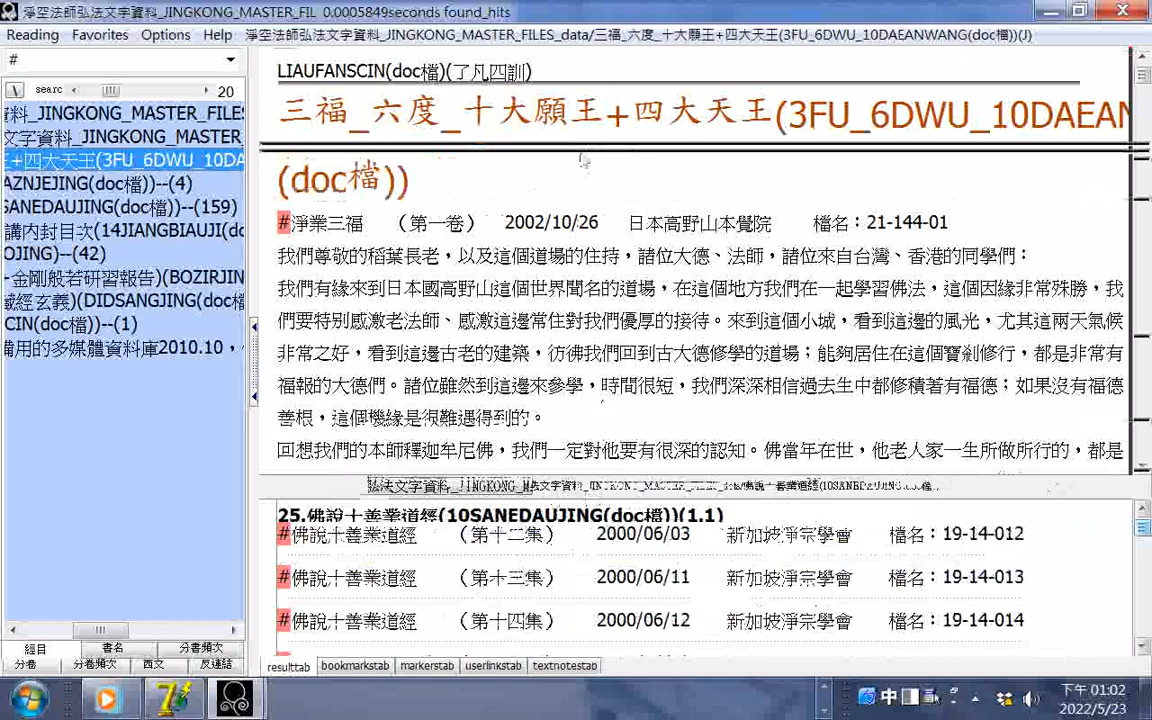 淨空法師弘法文字資料_JINGKONG_MASTER_FIL 0.0005849seconds found_hits
Reading Favorites Options Help 淨空法師弘法文字資料_JINGKONG_MASTER_FILES_data/三福_六度_十大願王+四大天王(3FU_6DWU_10DAEANWANG(doc檔))(J)
#
searc
20
資料_JINGKONG_MASTER_FILES
文字資料_JINGKONG_MASTER_
E+四大天王(3FU_6DWU_10DA
AZNJEJING(doc檔))--(4)
SANEDAUJING(doc檔))--(159)
講內封目次(14JIANGBIAUJI(do
OJING)--(42)
-金剛般若研習報告)(BOZIRJIN
藏經玄義)(DIDSANGJING(doc檔
CIN(doc檔))--(1)
備用的多媒體資料庫2010.10，
經目 書名 分書頻次
分卷 分卷頻次 西文 反連結
LIAUFANSCIN(doc檔)(了凡四訓)
三福_六度_十大願王+四大天王(3FU_6DWU_10DAEAN
(doc檔))
#淨業三福 （第一卷） 2002/10/26 日本高野山本覺院 檔名：21-144-01
我們尊敬的稻葉長老，以及這個道場的住持，諸位大德、法師，諸位來自台灣、香港的同學們：
我們有緣來到日本國高野山這個世界聞名的道場，在這個地方我們在一起學習佛法，這個因緣非常殊勝，我
們要特別感激老法師、感激這邊常住對我們優厚的接待。來到這個小城，看到這邊的風光，尤其這兩天氣候
非常之好，看到這邊古老的建築，彷彿我們回到古大德修學的道場；能夠居住在這個寶剎修行，都是非常有
福報的大德們。諸位雖然到這邊來參學，時間很短，我們深深相信過去生中都修積著有福德；如果沒有福德
善根，這個機緣是很難遇得到的。
回想我們的本師釋迦牟尼佛，我們一定對他要有很深的認知。佛當年在世，他老人家一生所做所行的，都是
弘法文字資料_JINGKONG_M
25.佛說十善業道經(10SANEDAUJING(doc檔))(1.1)
#佛說十善業道經 （第十二集） 2000/06/03 新加坡淨宗學會 檔名：19-14-012
#佛說十善業道經 （第十三集） 2000/06/11 新加坡淨宗學會 檔名：19-14-013
#佛說十善業道經 （第十四集） 2000/06/12 新加坡淨宗學會 檔名：19-14-014
resulttab bookmarkstab markerstab userlinkstab textnotestab
中
下午 01:02
2022/5/23